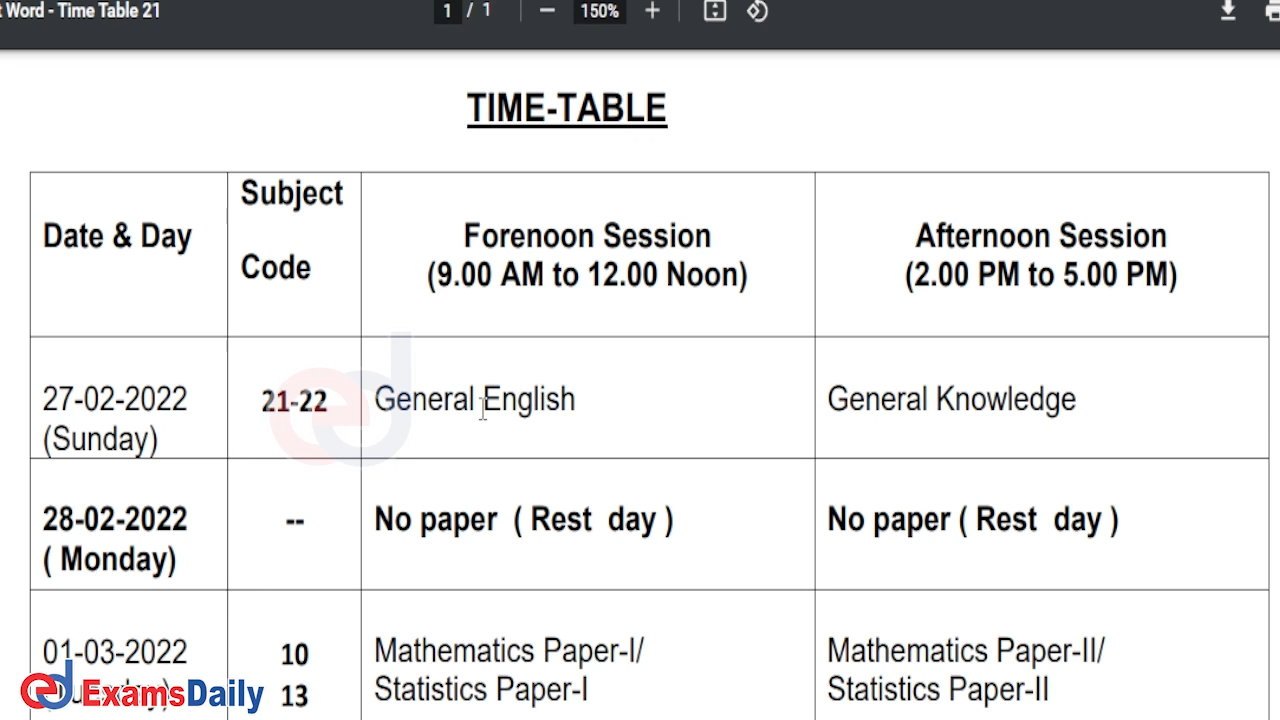 t Word - Time Table 21
1 / 1
150%
TIME-TABLE
Date & Day
Subject
Code
Forenoon Session
(9.00 AM to 12.00 Noon)
Afternoon Session
(2.00 PM to 5.00 PM)
27-02-2022
(Sunday)
21-22
General English
General Knowledge
28-02-2022
( Monday)
--
No paper ( Rest day )
No paper ( Rest day )
01-03-2022
10
13
Mathematics Paper-I/
Statistics Paper-I
Mathematics Paper-II/
Statistics Paper-II
ed ExamsDaily